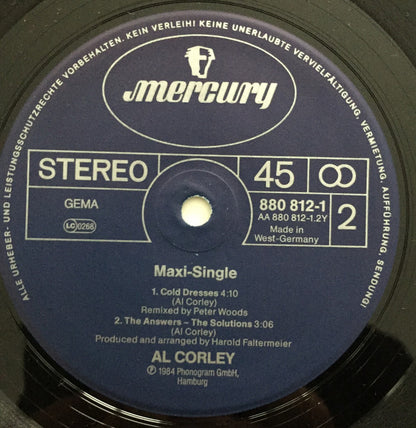 ALLE URHEBER- UND LEISTUNGSSCHUTZRECHTE VORBEHALTEN. KEIN VERLEIH! KEINE UNERLAUBTE VERVIELFÄLTIGUNG, VERMIETUNG, AUFFÜHRUNG, SENDUNG!
mercury
STEREO
45
GEMA
LC 0268
880 812-1
AA 880 812-1.2Y
Made in
West-Germany
2
Maxi-Single
1. Cold Dresses 4:10
(Al Corley)
Remixed by Peter Woods
2. The Answers – The Solutions 3:06
(Al Corley)
Produced and arranged by Harold Faltermeier
AL CORLEY
℗ 1984 Phonogram GmbH,
Hamburg